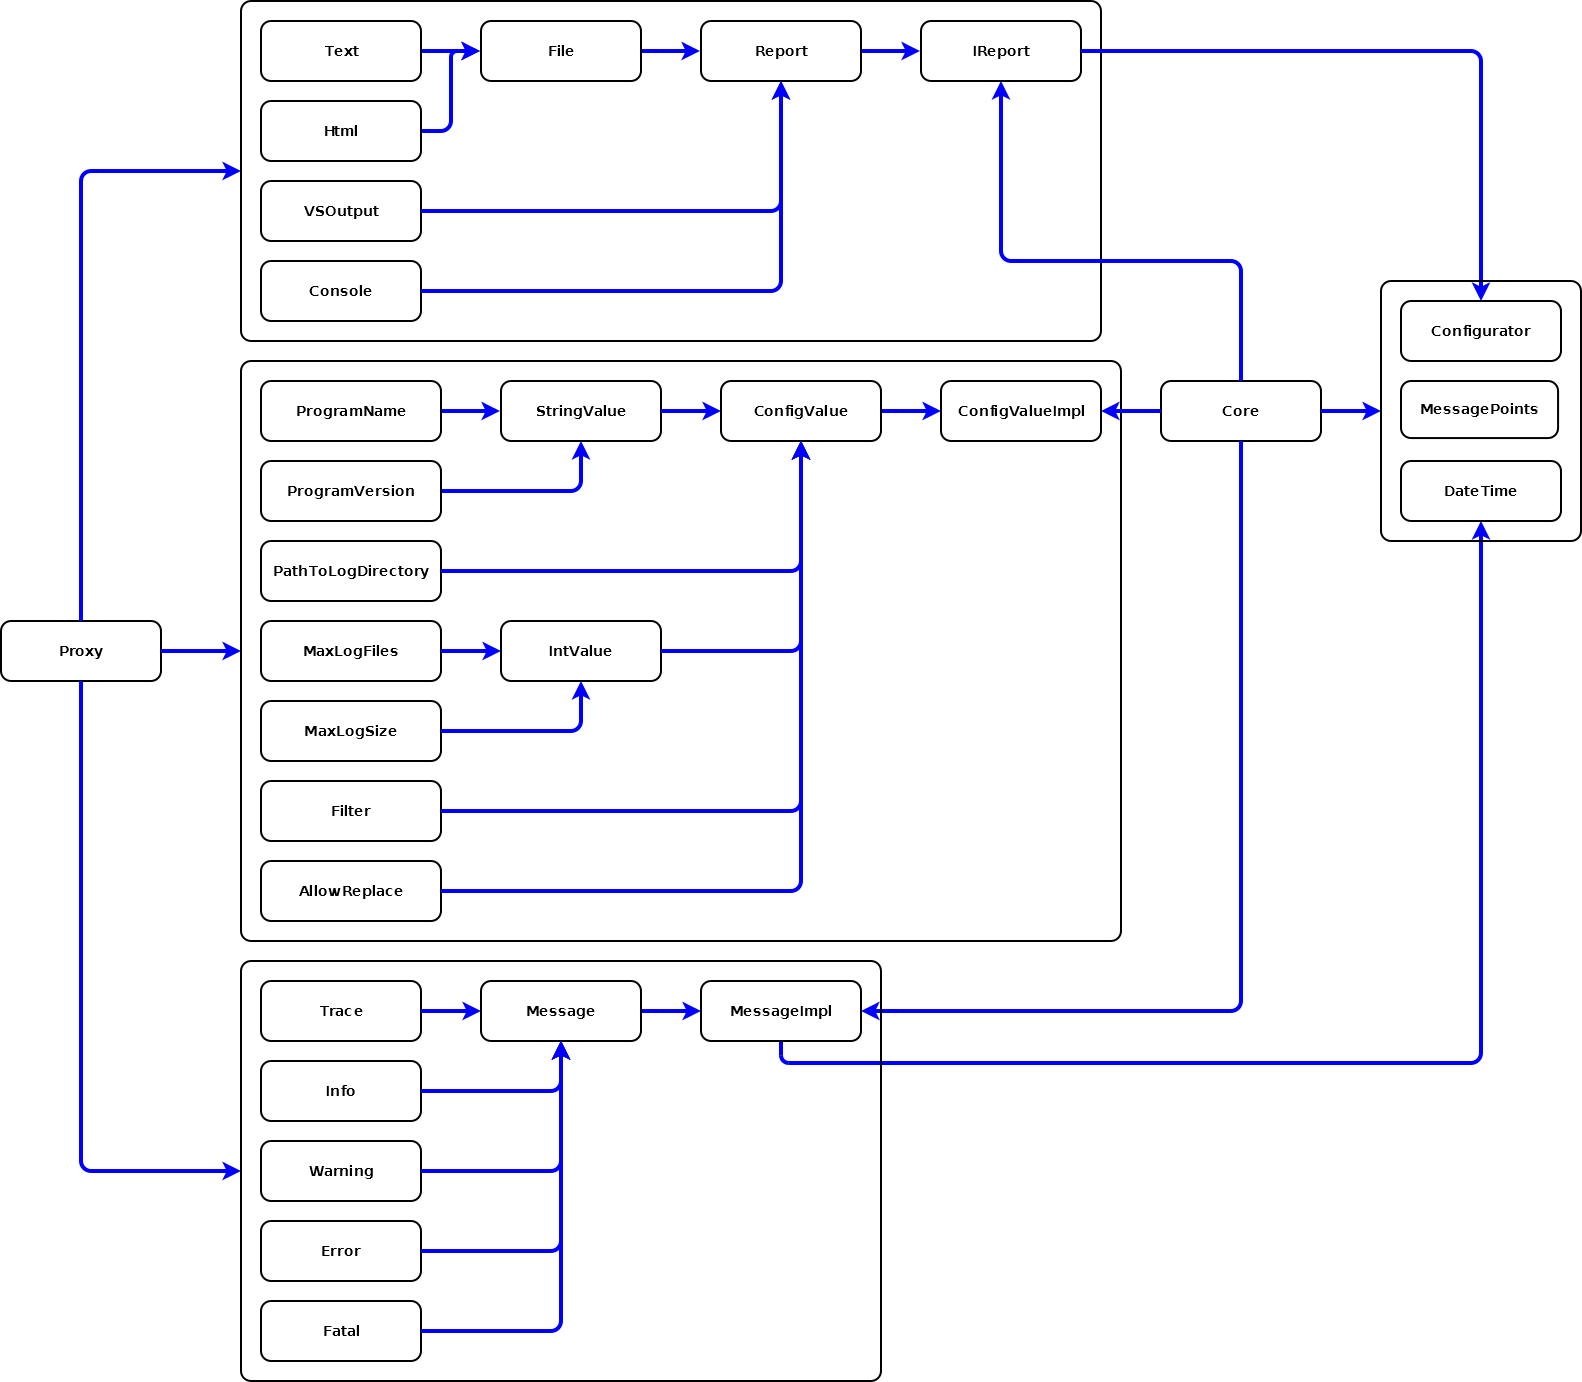 Text
File
Report
IReport
Html
VSOutput
Console
Configurator
ProgramName
StringValue
ConfigValue
ConfigValueImpl
Core
MessagePoints
ProgramVersion
DateTime
PathToLogDirectory
Proxy
MaxLogFiles
IntValue
MaxLogSize
Filter
AllowReplace
Trace
Message
MessageImpl
Info
Warning
Error
Fatal